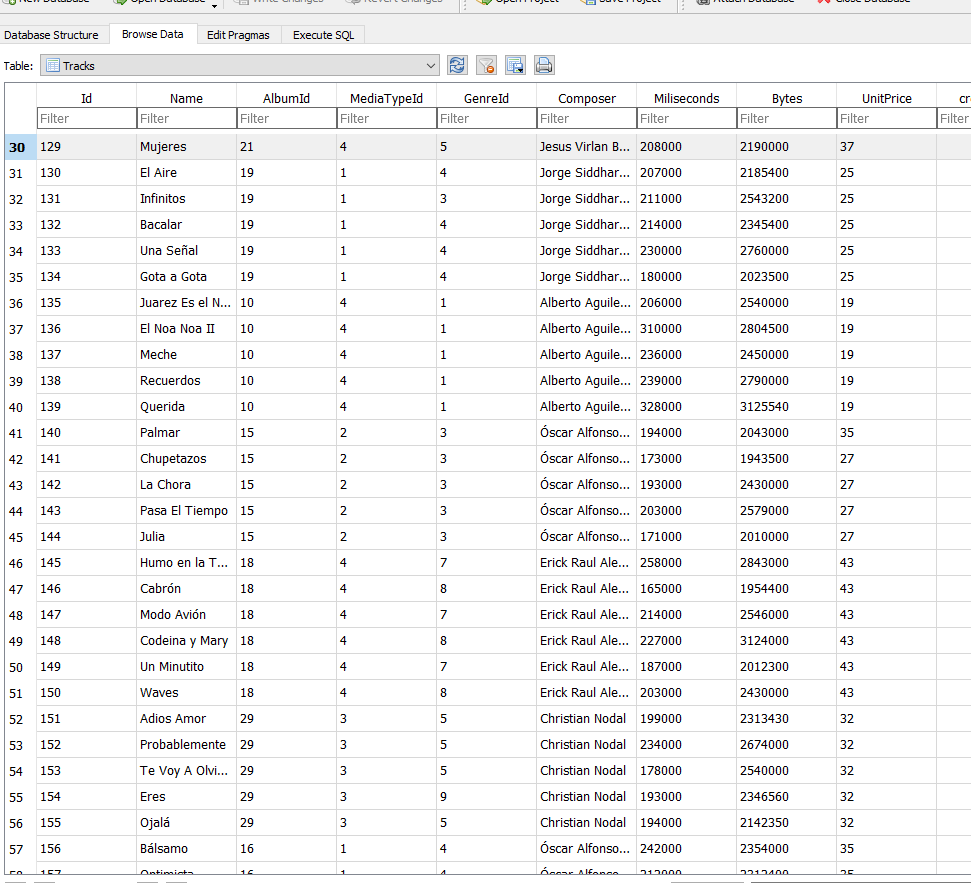 New Database Open Database Write Changes Revert Changes Open Project Save Project Attach Database Close Database
Database Structure Browse Data Edit Pragmas Execute SQL
Table: Tracks
Id Name AlbumId MediaTypeId GenreId Composer Miliseconds Bytes UnitPrice cr
Filter Filter Filter Filter Filter Filter Filter Filter Filter Filter
30 129 Mujeres 21 4 5 Jesus Virlan B... 208000 2190000 37
31 130 El Aire 19 1 4 Jorge Siddhar... 207000 2185400 25
32 131 Infinitos 19 1 3 Jorge Siddhar... 211000 2543200 25
33 132 Bacalar 19 1 4 Jorge Siddhar... 214000 2345400 25
34 133 Una Señal 19 1 4 Jorge Siddhar... 230000 2760000 25
35 134 Gota a Gota 19 1 4 Jorge Siddhar... 180000 2023500 25
36 135 Juarez Es el N... 10 4 1 Alberto Aguile... 206000 2540000 19
37 136 El Noa Noa II 10 4 1 Alberto Aguile... 310000 2804500 19
38 137 Meche 10 4 1 Alberto Aguile... 236000 2450000 19
39 138 Recuerdos 10 4 1 Alberto Aguile... 239000 2790000 19
40 139 Querida 10 4 1 Alberto Aguile... 328000 3125540 19
41 140 Palmar 15 2 3 Óscar Alfonso... 194000 2043000 35
42 141 Chupetazos 15 2 3 Óscar Alfonso... 173000 1943500 27
43 142 La Chora 15 2 3 Óscar Alfonso... 193000 2430000 27
44 143 Pasa El Tiempo 15 2 3 Óscar Alfonso... 203000 2579000 27
45 144 Julia 15 2 3 Óscar Alfonso... 171000 2010000 27
46 145 Humo en la T... 18 4 7 Erick Raul Ale... 258000 2843000 43
47 146 Cabrón 18 4 8 Erick Raul Ale... 165000 1954400 43
48 147 Modo Avión 18 4 7 Erick Raul Ale... 214000 2546000 43
49 148 Codeina y Mary 18 4 8 Erick Raul Ale... 227000 3124000 43
50 149 Un Minutito 18 4 7 Erick Raul Ale... 187000 2012300 43
51 150 Waves 18 4 8 Erick Raul Ale... 203000 2430000 43
52 151 Adios Amor 29 3 5 Christian Nodal 199000 2313430 32
53 152 Probablemente 29 3 5 Christian Nodal 234000 2674000 32
54 153 Te Voy A Olvi... 29 3 5 Christian Nodal 178000 2540000 32
55 154 Eres 29 3 9 Christian Nodal 193000 2346560 32
56 155 Ojalá 29 3 5 Christian Nodal 194000 2142350 32
57 156 Bálsamo 16 1 4 Óscar Alfonso... 242000 2354000 35
58 157 Optimista 16 1 4 Óscar Alfonso... 212000 2312400 35